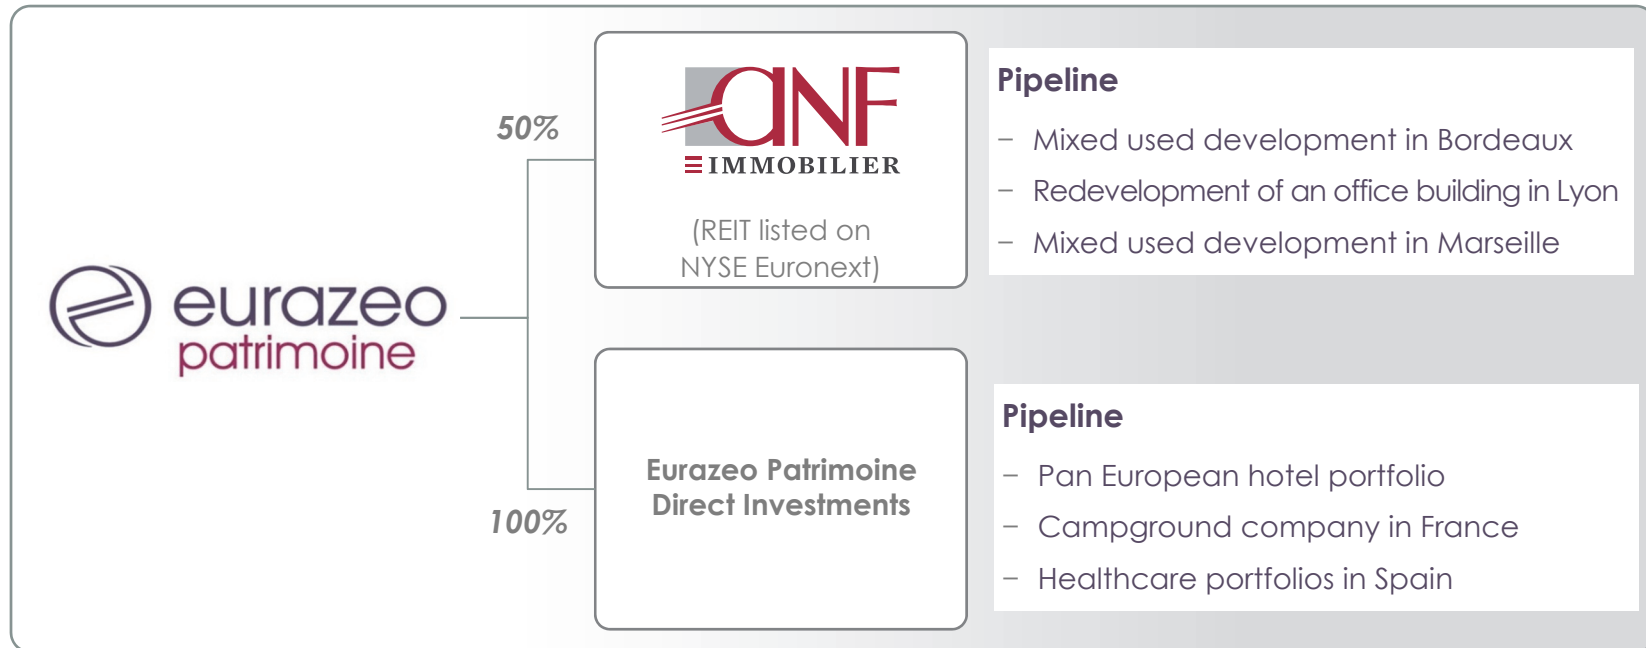 eurazeo
patrimoine
50%
ANF
IMMOBILIER
(REIT listed on
NYSE Euronext)
Pipeline
– Mixed used development in Bordeaux
– Redevelopment of an office building in Lyon
– Mixed used development in Marseille
100%
Eurazeo Patrimoine
Direct Investments
Pipeline
– Pan European hotel portfolio
– Campground company in France
– Healthcare portfolios in Spain